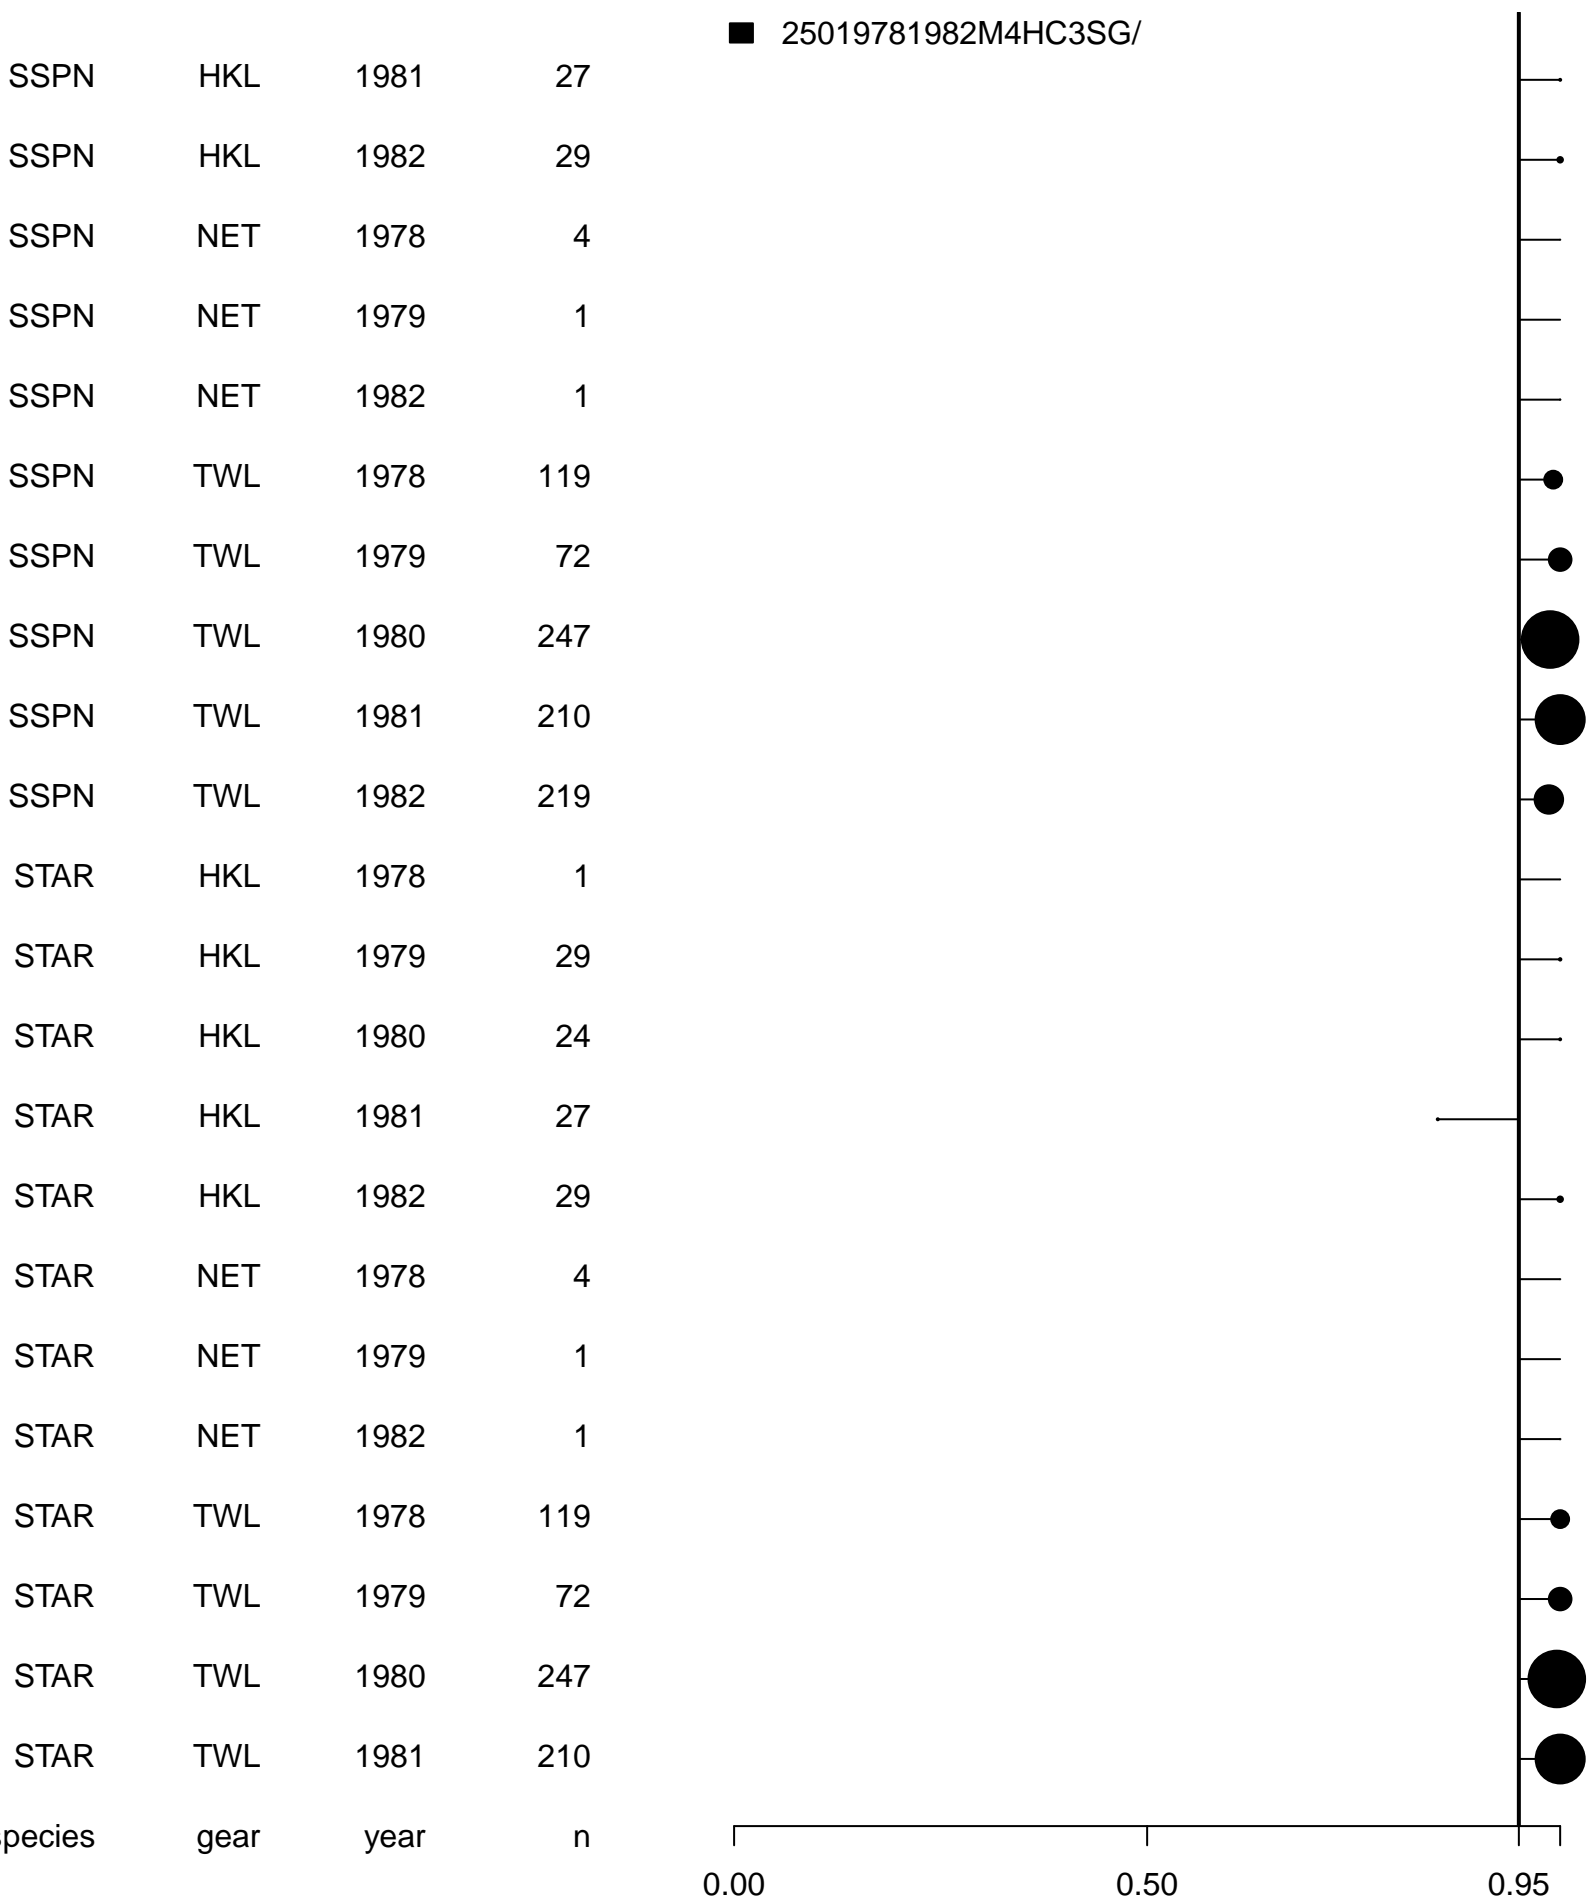 25019781982M4HC3SG/
SSPN HKL 1981 27
SSPN HKL 1982 29
SSPN NET 1978 4
SSPN NET 1979 1
SSPN NET 1982 1
SSPN TWL 1978 119
SSPN TWL 1979 72
SSPN TWL 1980 247
SSPN TWL 1981 210
SSPN TWL 1982 219
STAR HKL 1978 1
STAR HKL 1979 29
STAR HKL 1980 24
STAR HKL 1981 27
STAR HKL 1982 29
STAR NET 1978 4
STAR NET 1979 1
STAR NET 1982 1
STAR TWL 1978 119
STAR TWL 1979 72
STAR TWL 1980 247
STAR TWL 1981 210
species gear year n
0.00 0.50 0.95